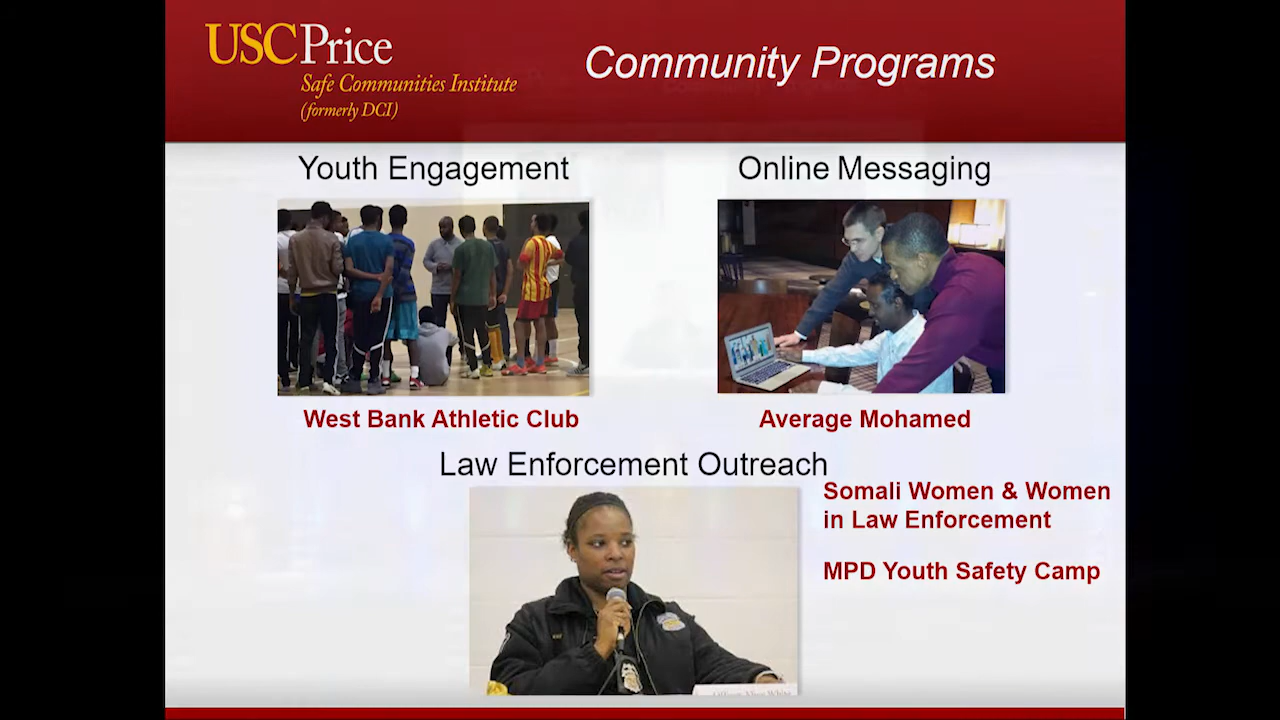 USCPrice
Safe Communities Institute
(formerly DCI)
Community Programs
Youth Engagement
Online Messaging
West Bank Athletic Club
Average Mohamed
Law Enforcement Outreach
Somali Women & Women
in Law Enforcement
MPD Youth Safety Camp